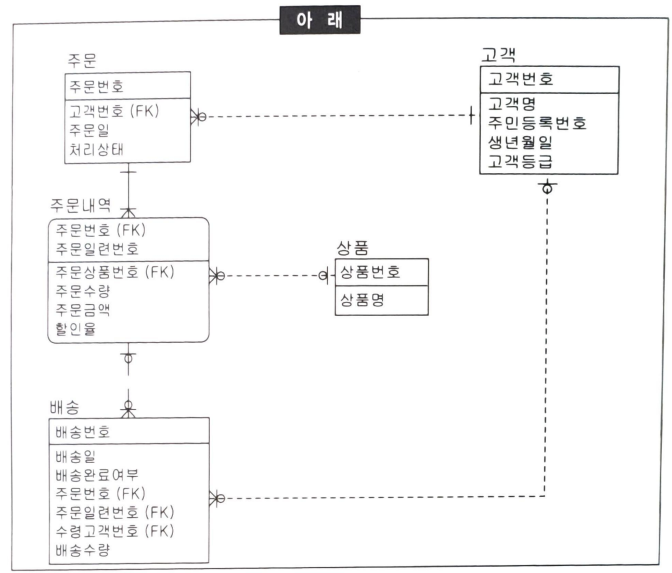 아 래
주문
주문번호
고객번호 (FK)
주문일
처리상태
고객
고객번호
고객명
주민등록번호
생년월일
고객등급
주문내역
주문번호 (FK)
주문일련번호
주문상품번호 (FK)
주문수량
주문금액
할인율
상품
상품번호
상품명
배송
배송번호
배송일
배송완료여부
주문번호 (FK)
주문일련번호 (FK)
수령고객번호 (FK)
배송수량